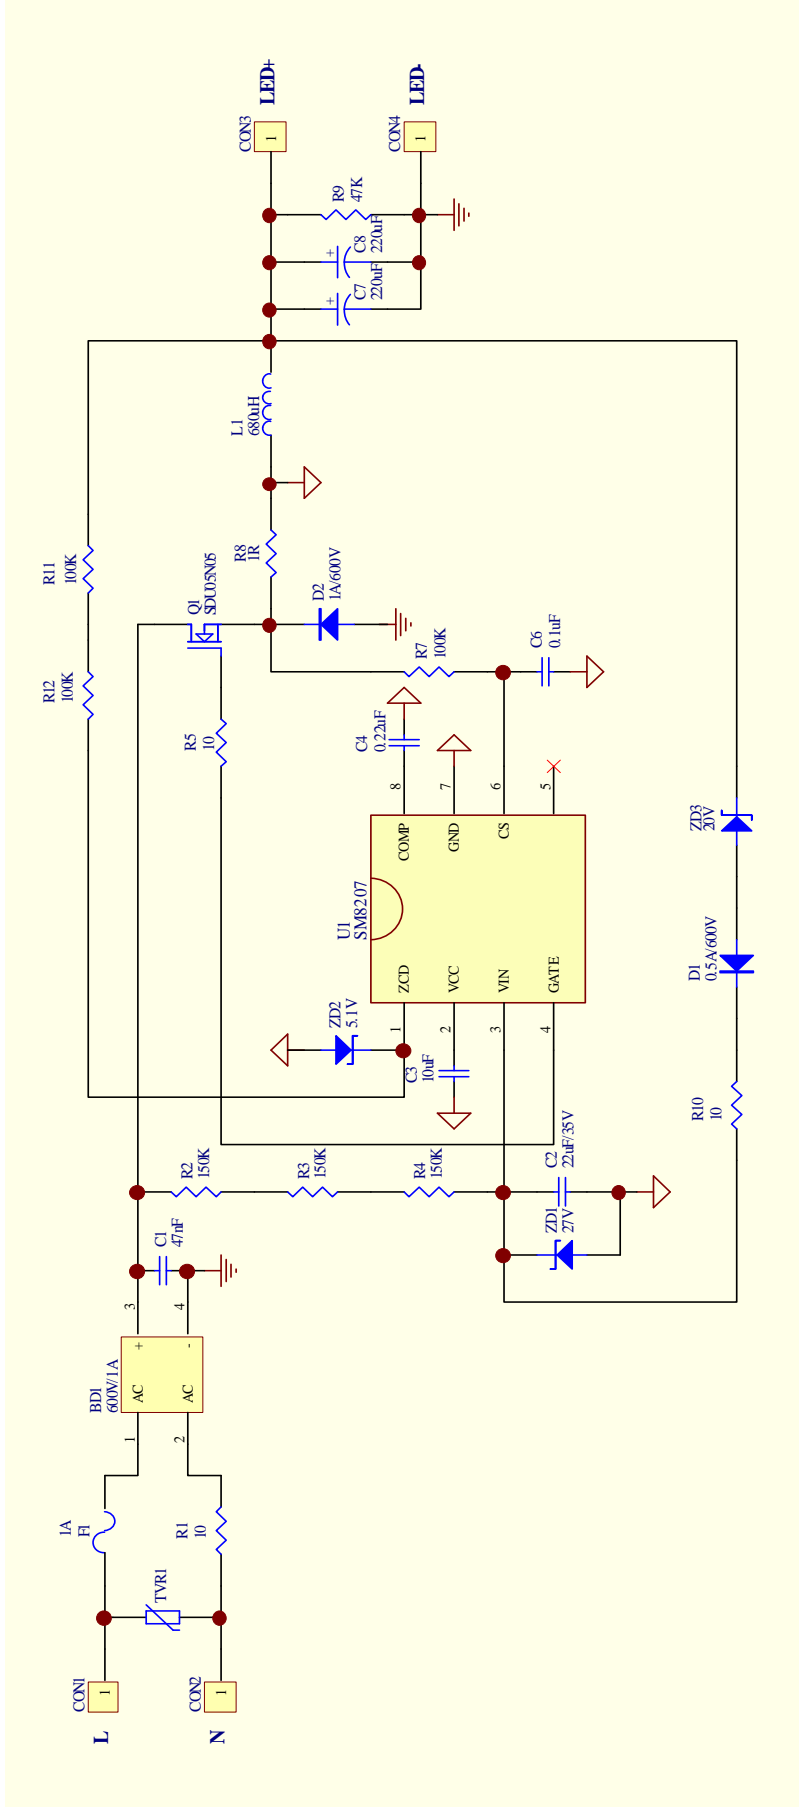 L
CON1
1
N
CON2
1
TVR1
1A
F1
R1
10
BD1
600V/1A
AC
AC
+
-
1
2
3
4
C1
47nF
R2
150K
R3
150K
R4
150K
ZD1
27V
C2
22uF/35V
R10
10
D1
0.5A/600V
ZD3
20V
ZD2
5.1V
C3
10uF
U1
SM8207
ZCD
VCC
VIN
GATE
COMP
GND
CS
1
2
3
4
8
7
6
5
C4
0.22uF
R5
10
R12
100K
R11
100K
Q1
SDU05N05
R7
100K
C6
0.1uF
D2
1A/600V
R8
1R
L1
680uH
+
C7
220uF
+
C8
220uF
R9
47K
CON3
1
LED+
CON4
1
LED-